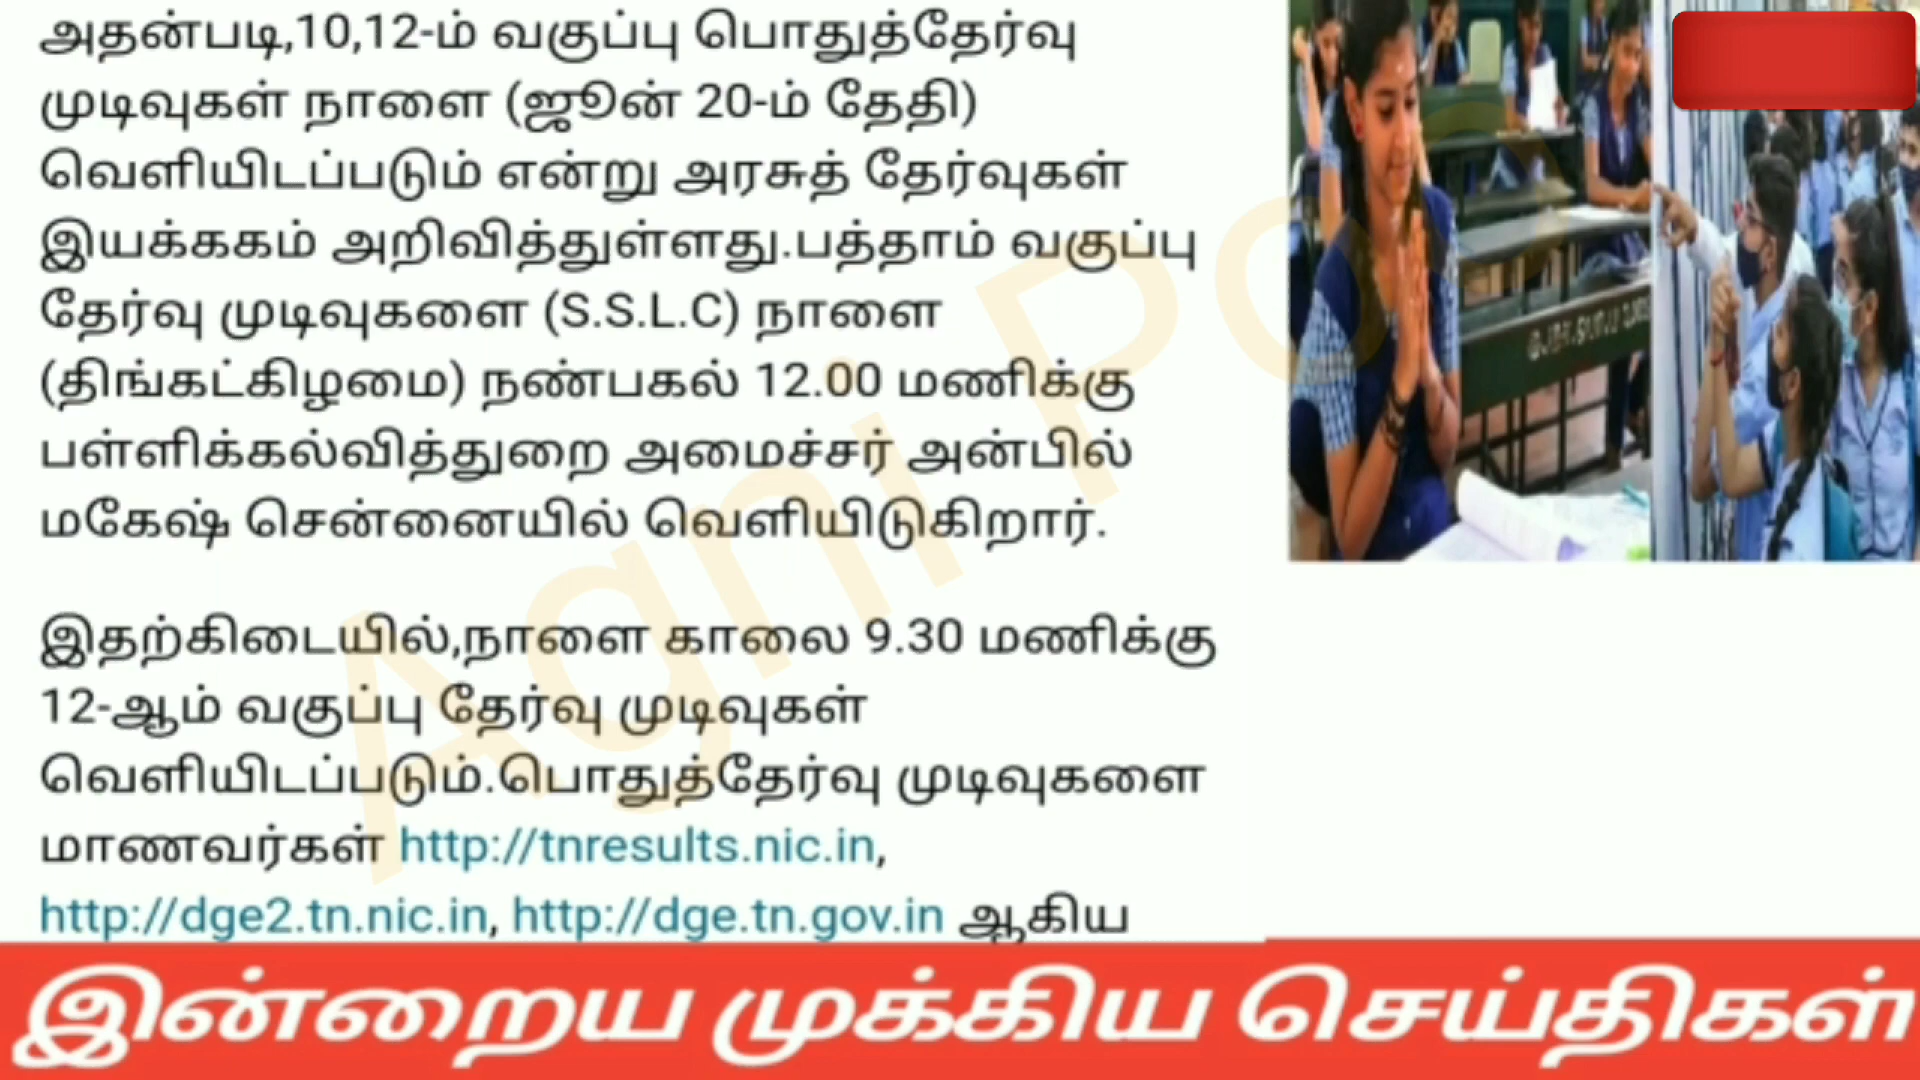 அதன்படி,10,12-ம் வகுப்பு பொதுத்தேர்வு
முடிவுகள் நாளை (ஜூன் 20-ம் தேதி)
வெளியிடப்படும் என்று அரசுத் தேர்வுகள்
இயக்ககம் அறிவித்துள்ளது.பத்தாம் வகுப்பு
தேர்வு முடிவுகளை (S.S.L.C) நாளை
(திங்கட்கிழமை) நண்பகல் 12.00 மணிக்கு
பள்ளிக்கல்வித்துறை அமைச்சர் அன்பில்
மகேஷ் சென்னையில் வெளியிடுகிறார்.
இதற்கிடையில்,நாளை காலை 9.30 மணிக்கு
12-ஆம் வகுப்பு தேர்வு முடிவுகள்
வெளியிடப்படும்.பொதுத்தேர்வு முடிவுகளை
மாணவர்கள் http://tnresults.nic.in,
http://dge2.tn.nic.in, http://dge.tn.gov.in ஆகிய
இன்றைய முக்கிய செய்திகள்
Agni